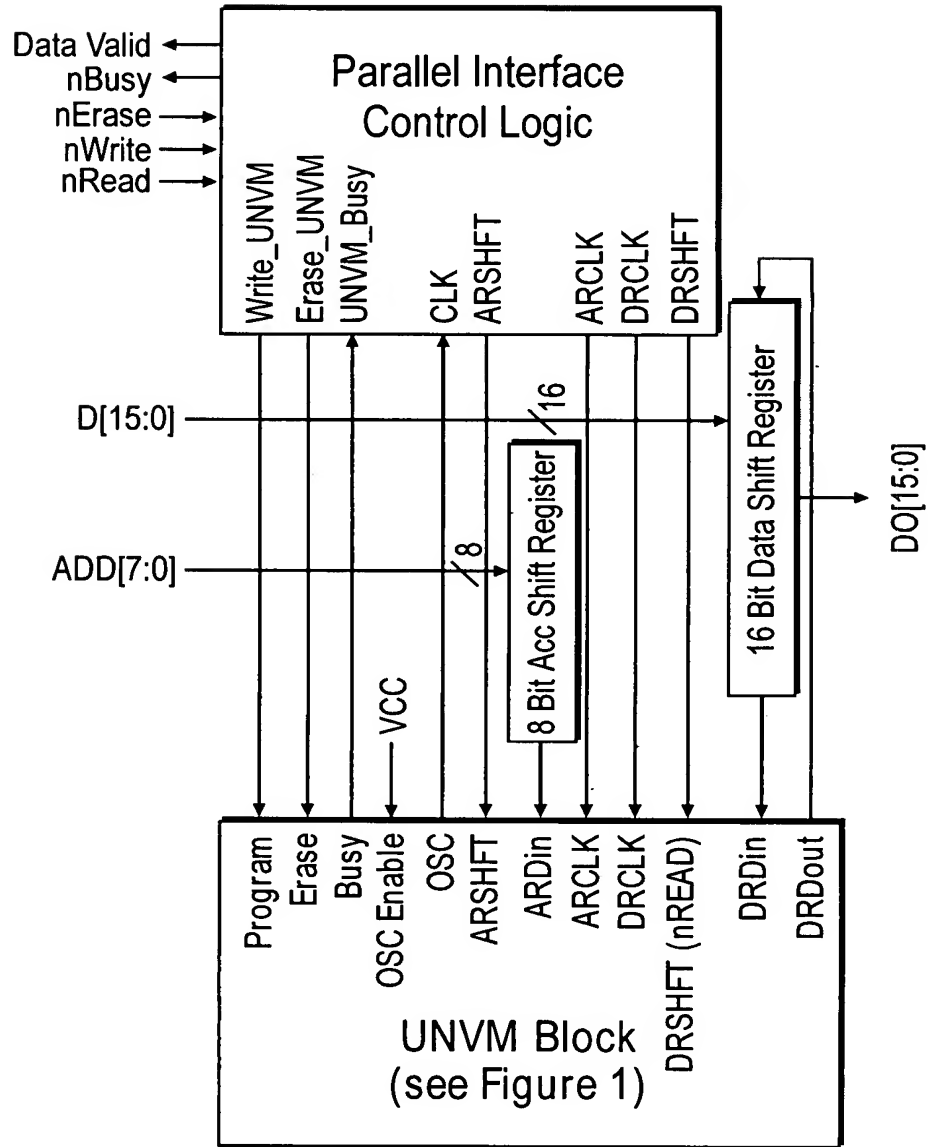 Data Valid
nBusy
nErase
nWrite
nRead
Parallel Interface
Control Logic
Write_UNVM
Erase_UNVM
UNVM_Busy
CLK
ARSHFT
ARCLK
DRCLK
DRSHFT
D[15:0]
16
ADD[7:0]
8
8 Bit Acc Shift Register
16 Bit Data Shift Register
DO[15:0]
VCC
Program
Erase
Busy
OSC Enable
OSC
ARSHFT
ARDin
ARCLK
DRCLK
DRSHFT (nREAD)
DRDin
DRDout
UNVM Block
(see Figure 1)